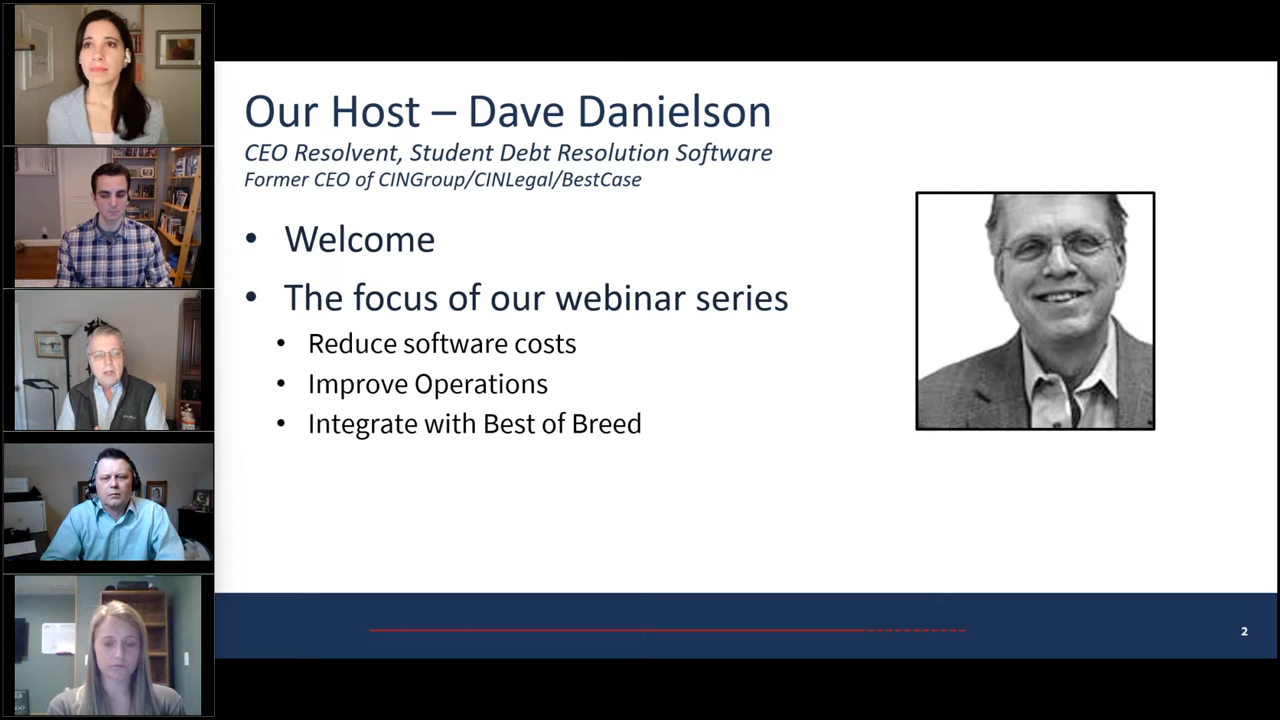 Our Host – Dave Danielson
CEO Resolvent, Student Debt Resolution Software
Former CEO of CINGroup/CINLegal/BestCase
• Welcome
• The focus of our webinar series
• Reduce software costs
• Improve Operations
• Integrate with Best of Breed
2